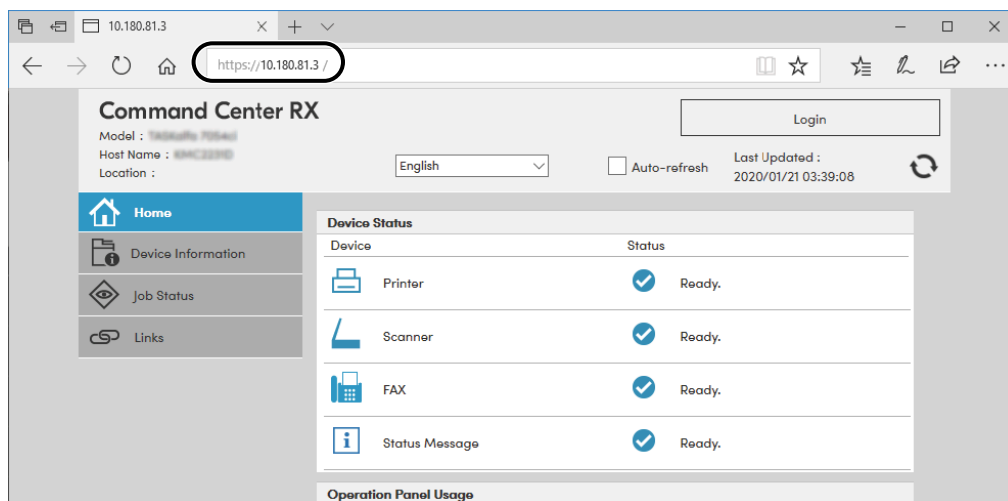 10.180.81.3
https://10.180.81.3 /
Command Center RX
Login
Model :
Host Name :
Location :
English
Auto-refresh
Last Updated :
2020/01/21 03:39:08
Home
Device Information
Job Status
Links
Device Status
Device Status
Printer Ready.
Scanner Ready.
FAX Ready.
Status Message Ready.
Operation Panel Usage